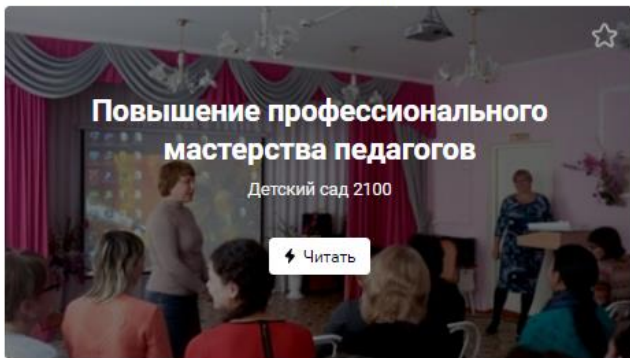 Повышение профессионального
мастерства педагогов
Детский сад 2100
Читать